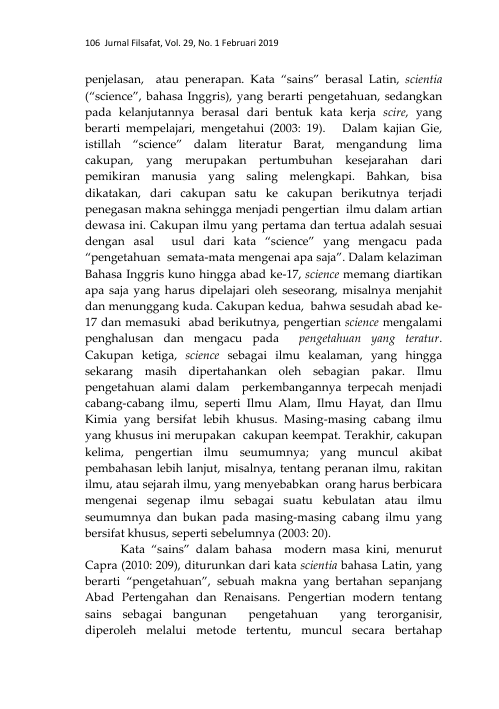 106 Jurnal Filsafat, Vol. 29, No. 1 Februari 2019
penjelasan, atau penerapan. Kata “sains” berasal Latin, scientia
(“science”, bahasa Inggris), yang berarti pengetahuan, sedangkan
pada kelanjutannya berasal dari bentuk kata kerja scire, yang
berarti mempelajari, mengetahui (2003: 19). Dalam kajian Gie,
istillah “science” dalam literatur Barat, mengandung lima
cakupan, yang merupakan pertumbuhan kesejarahan dari
pemikiran manusia yang saling melengkapi. Bahkan, bisa
dikatakan, dari cakupan satu ke cakupan berikutnya terjadi
penegasan makna sehingga menjadi pengertian ilmu dalam artian
dewasa ini. Cakupan ilmu yang pertama dan tertua adalah sesuai
dengan asal usul dari kata “science” yang mengacu pada
“pengetahuan semata-mata mengenai apa saja”. Dalam kelaziman
Bahasa Inggris kuno hingga abad ke-17, science memang diartikan
apa saja yang harus dipelajari oleh seseorang, misalnya menjahit
dan menunggang kuda. Cakupan kedua, bahwa sesudah abad ke-
17 dan memasuki abad berikutnya, pengertian science mengalami
penghalusan dan mengacu pada pengetahuan yang teratur.
Cakupan ketiga, science sebagai ilmu kealaman, yang hingga
sekarang masih dipertahankan oleh sebagian pakar. Ilmu
pengetahuan alami dalam perkembangannya terpecah menjadi
cabang-cabang ilmu, seperti Ilmu Alam, Ilmu Hayat, dan Ilmu
Kimia yang bersifat lebih khusus. Masing-masing cabang ilmu
yang khusus ini merupakan cakupan keempat. Terakhir, cakupan
kelima, pengertian ilmu seumumnya; yang muncul akibat
pembahasan lebih lanjut, misalnya, tentang peranan ilmu, rakitan
ilmu, atau sejarah ilmu, yang menyebabkan orang harus berbicara
mengenai segenap ilmu sebagai suatu kebulatan atau ilmu
seumumnya dan bukan pada masing-masing cabang ilmu yang
bersifat khusus, seperti sebelumnya (2003: 20).
Kata “sains” dalam bahasa modern masa kini, menurut
Capra (2010: 209), diturunkan dari kata scientia bahasa Latin, yang
berarti “pengetahuan”, sebuah makna yang bertahan sepanjang
Abad Pertengahan dan Renaisans. Pengertian modern tentang
sains sebagai bangunan pengetahuan yang terorganisir,
diperoleh melalui metode tertentu, muncul secara bertahap